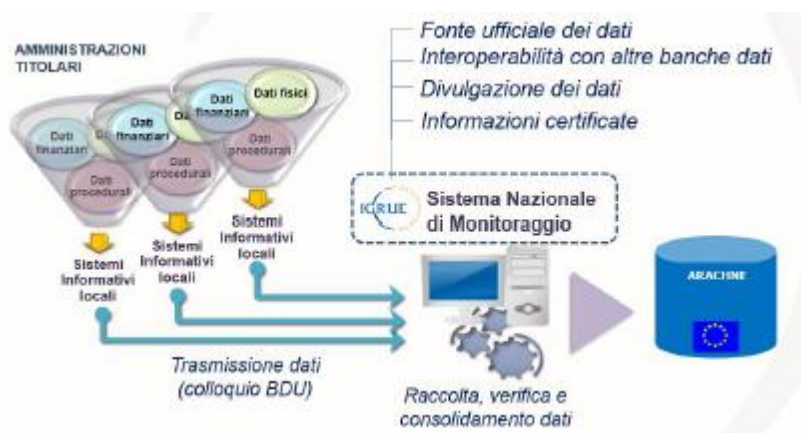 Fonte ufficiale dei dati
Interoperabilità con altre banche dati
Divulgazione dei dati
Informazioni certificate
AMMINISTRAZIONI
TITOLARI
Dati
finanziari
Dati
procedurali
Dati
finanziari
Dati
procedurali
Dati
finanziari
Dati fisici
Dati
procedurali
Sistemi
Informativi
locali
Sistemi
Informativi
locali
Sistemi
Informativi
locali
IGRUE
Sistema Nazionale
di Monitoraggio
ARACHNE
Trasmissione dati
(colloquio BDU)
Raccolta, verifica e
consolidamento dati